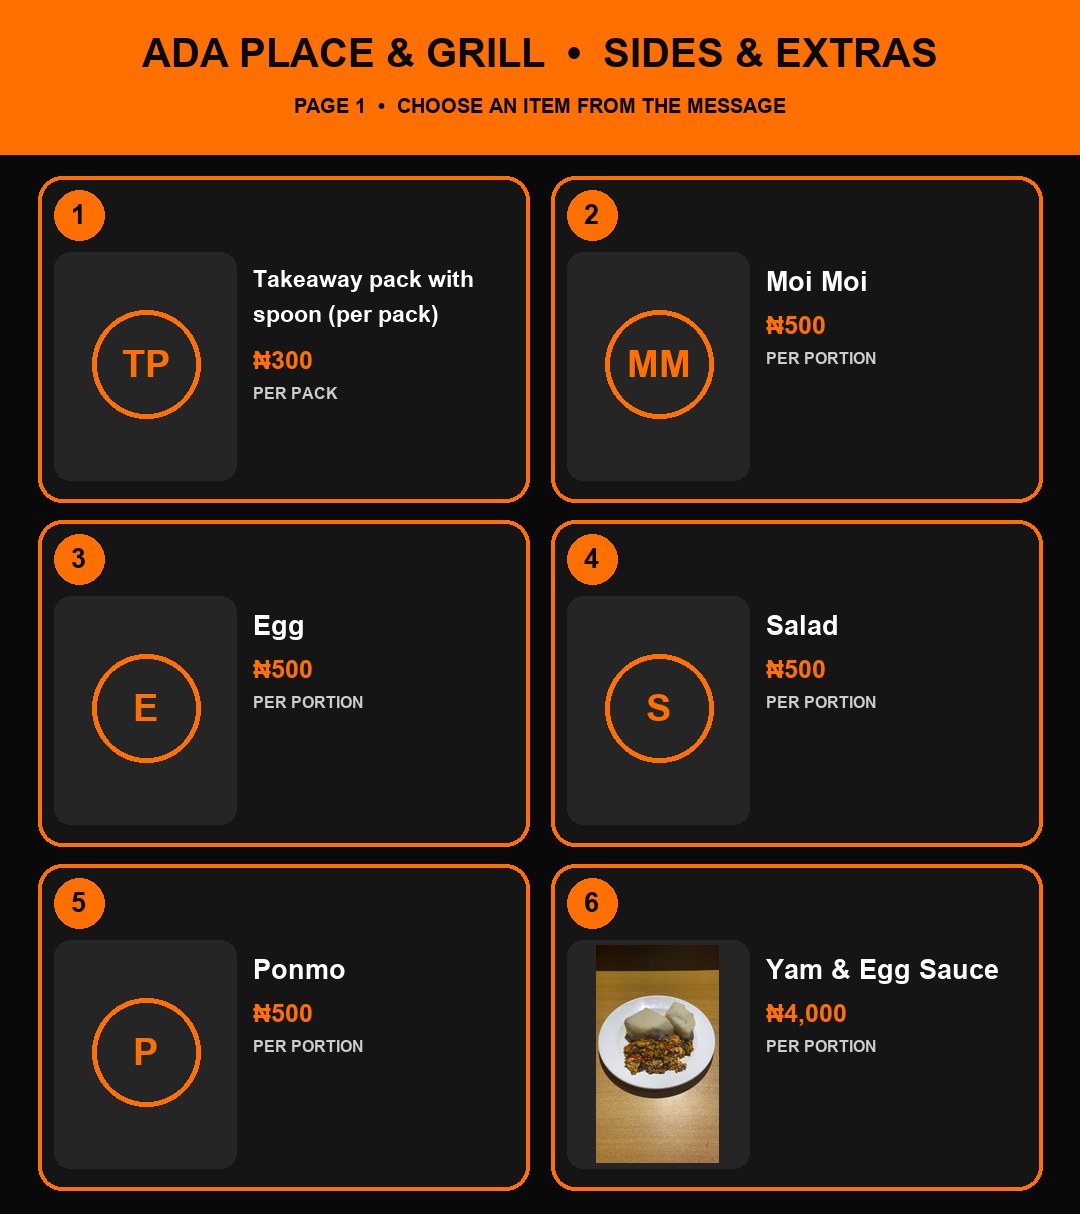 ADA PLACE & GRILL • SIDES & EXTRAS
PAGE 1 • CHOOSE AN ITEM FROM THE MESSAGE
1
TP
Takeaway pack with
spoon (per pack)
₦300
PER PACK
2
MM
Moi Moi
₦500
PER PORTION
3
E
Egg
₦500
PER PORTION
4
S
Salad
₦500
PER PORTION
5
P
Ponmo
₦500
PER PORTION
6
Yam & Egg Sauce
₦4,000
PER PORTION